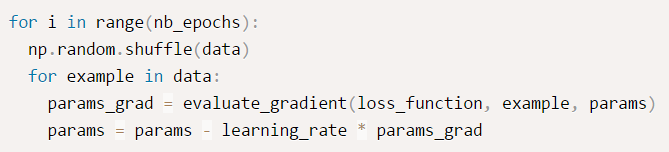 for i in range(nb_epochs):
  np.random.shuffle(data)
  for example in data:
    params_grad = evaluate_gradient(loss_function, example, params)
    params = params - learning_rate * params_grad